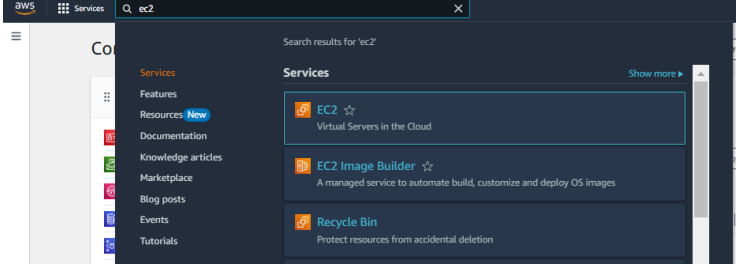 aws
Services
ec2
Co
Search results for 'ec2'
Services
Features
Resources New
Documentation
Knowledge articles
Marketplace
Blog posts
Events
Tutorials
Services
Show more
EC2
Virtual Servers in the Cloud
EC2 Image Builder
A managed service to automate build, customize and deploy OS images
Recycle Bin
Protect resources from accidental deletion